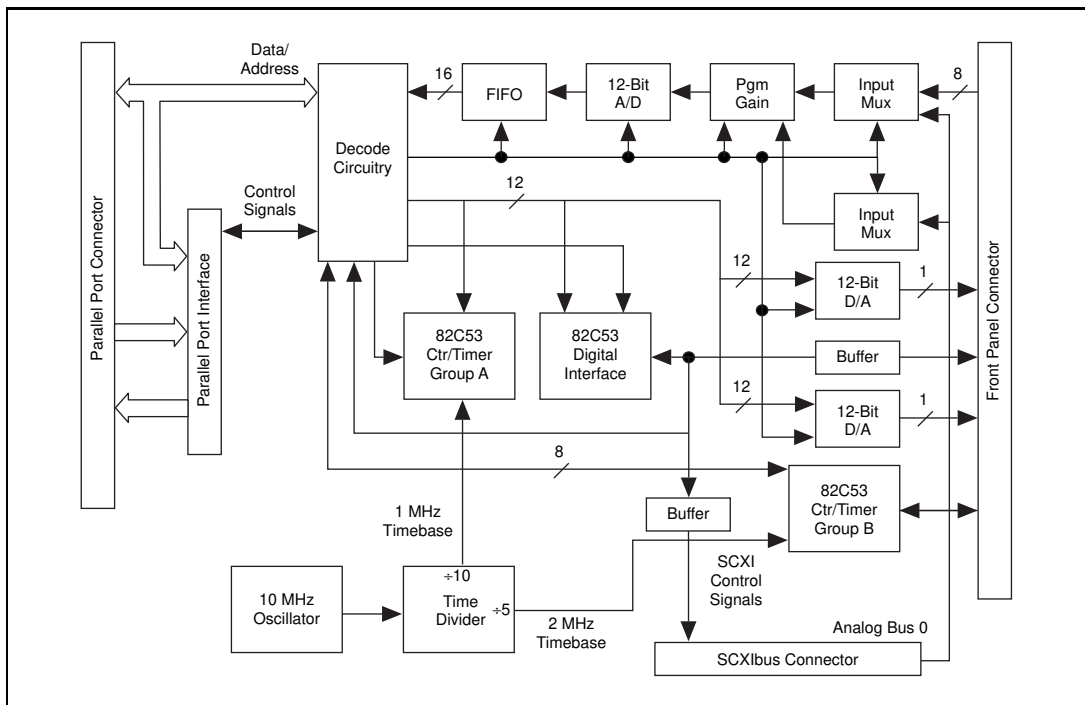 Data/
Address
16
FIFO
12-Bit
A/D
Pgm
Gain
Input
Mux
8
Decode
Circuitry
Parallel Port Connector
Parallel Port Interface
Control
Signals
12
Input
Mux
Front Panel Connector
12
12-Bit
D/A
1
82C53
Ctr/Timer
Group A
82C53
Digital
Interface
Buffer
12
12-Bit
D/A
1
8
82C53
Ctr/Timer
Group B
1 MHz
Timebase
Buffer
SCXI
Control
Signals
10 MHz
Oscillator
÷10
Time
Divider
÷5
2 MHz
Timebase
Analog Bus 0
SCXIbus Connector